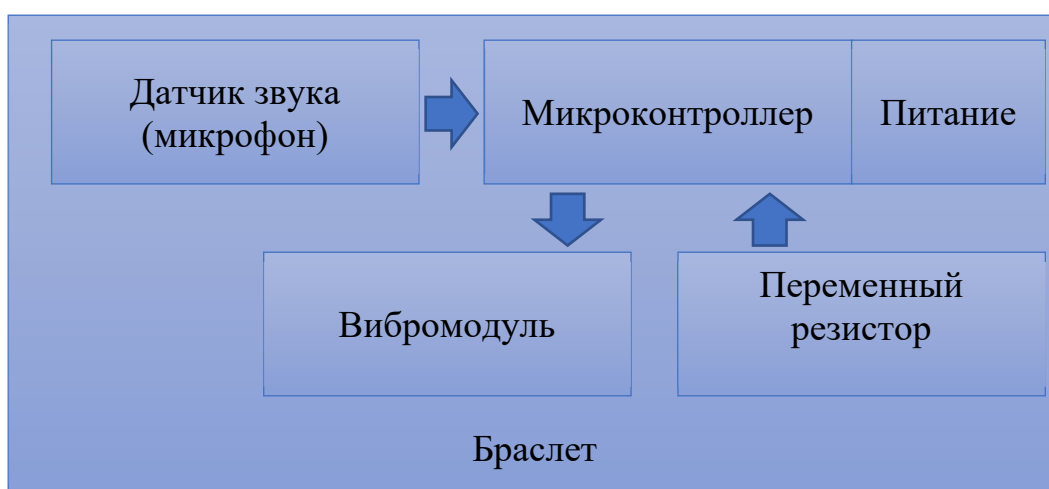 Датчик звука
(микрофон)
Микроконтроллер
Питание
Вибромодуль
Переменный
резистор
Браслет